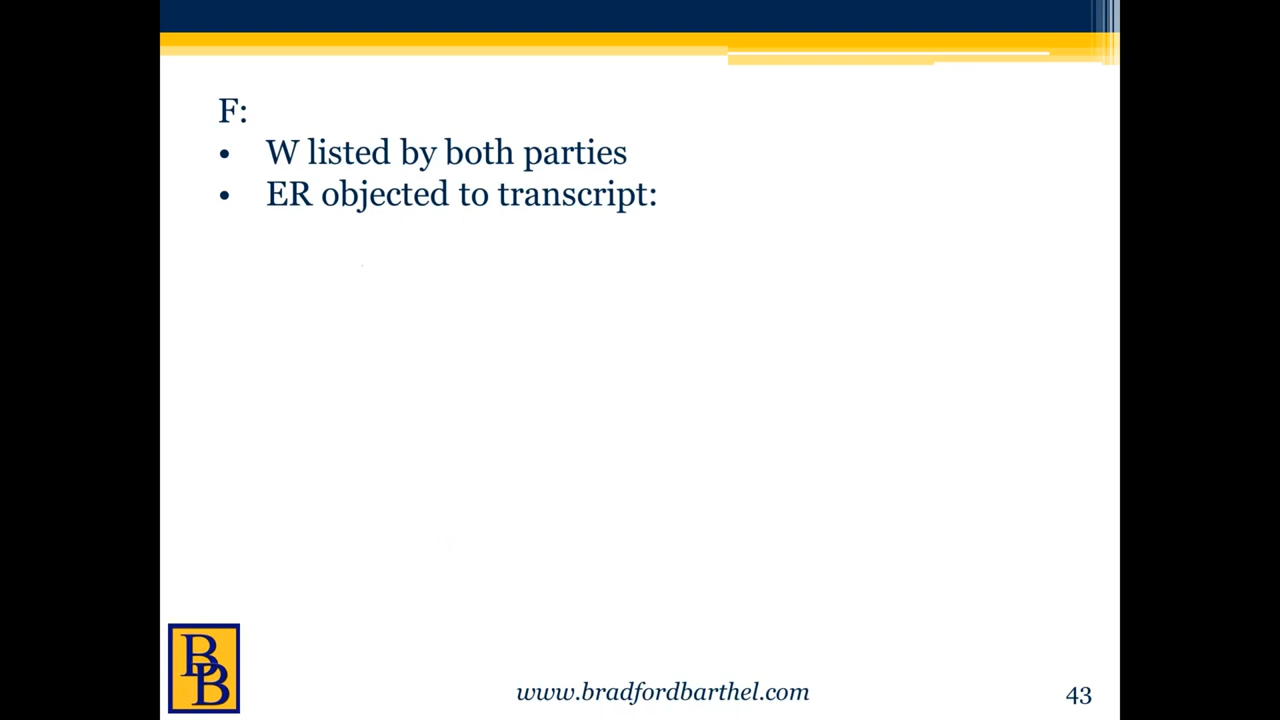 F:
• W listed by both parties
• ER objected to transcript:
BB
www.bradfordbarthel.com
43